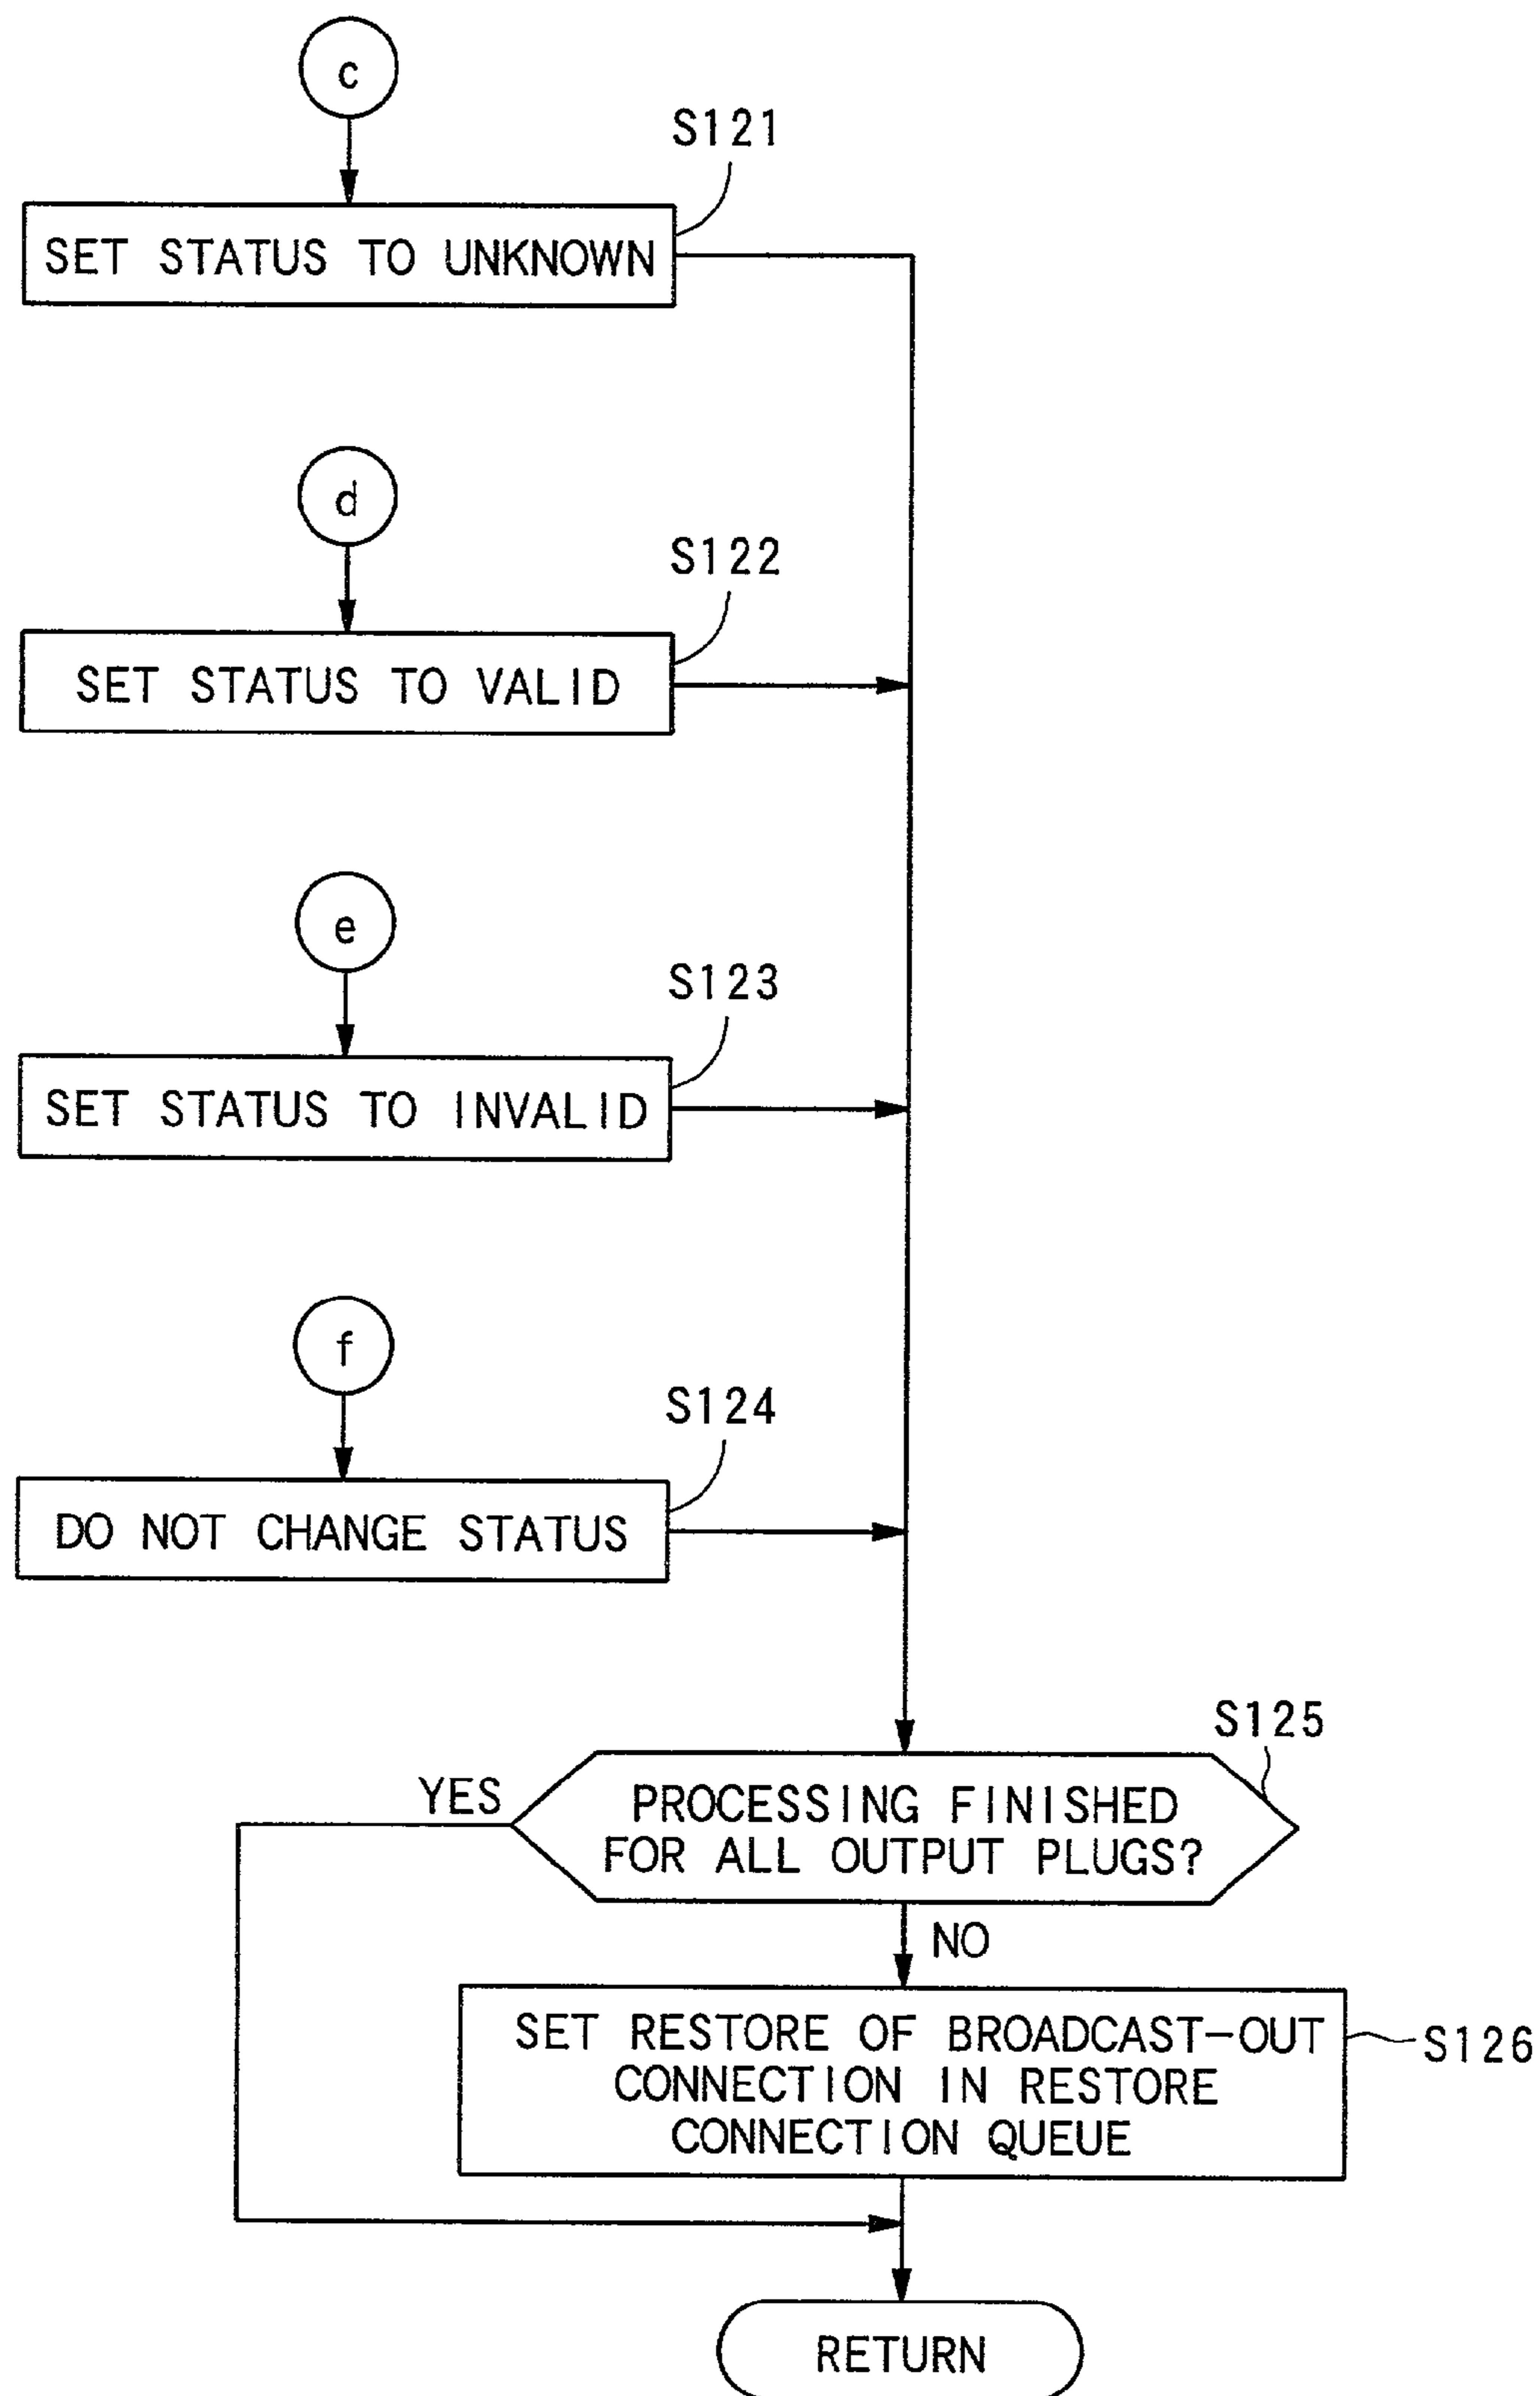 c
S121
SET STATUS TO UNKNOWN
d
S122
SET STATUS TO VALID
e
S123
SET STATUS TO INVALID
f
S124
DO NOT CHANGE STATUS
S125
YES
PROCESSING FINISHED
FOR ALL OUTPUT PLUGS?
NO
SET RESTORE OF BROADCAST-OUT
CONNECTION IN RESTORE
CONNECTION QUEUE
S126
RETURN